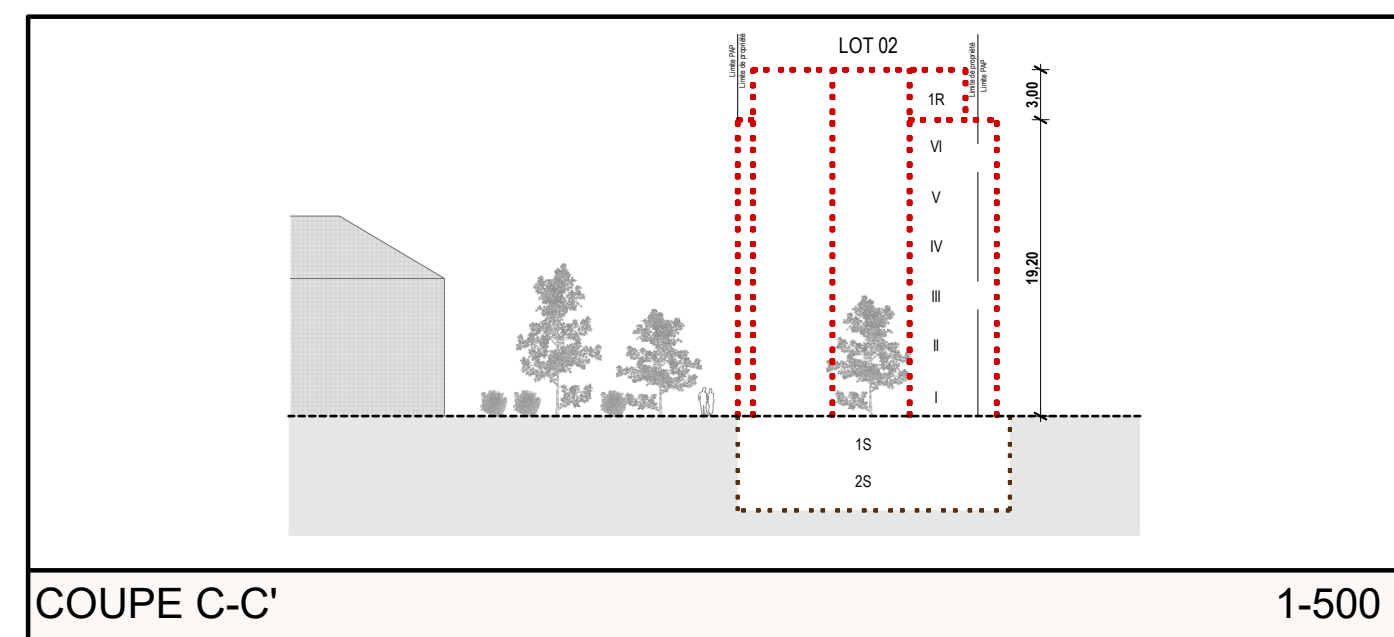 LOT 02
Limite PAP
Limite de propriété
Limite de propriété
Limite PAP
3,00
1R
VI
V
IV
19,20
III
II
I
1S
2S
COUPE C-C' 1-500